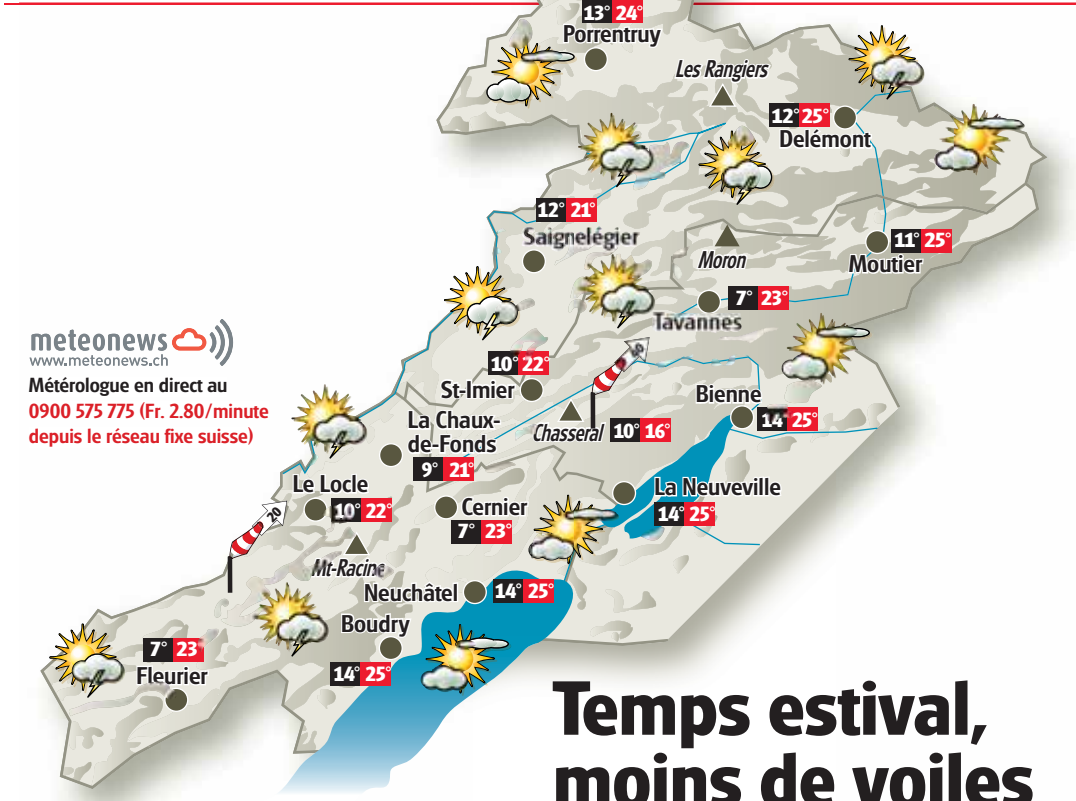 13° 24°
Porrentruy
Les Rangiers
12° 25°
Delémont
12° 21°
Saignelégier
Moron
11° 25°
Moutier
7° 23°
Tavannes
meteonews
www.meteonews.ch
Métérologue en direct au
0900 575 775 (Fr. 2.80/minute
depuis le réseau fixe suisse)
10° 22°
St-Imier
40
Bienne
14° 25°
Chasseral 10° 16°
La Chaux-
de-Fonds
9° 21°
Le Locle
10° 22°
La Neuveville
14° 25°
Cernier
7° 23°
20
Mt-Racine
Neuchâtel 14° 25°
Boudry
14° 25°
7° 23°
Fleurier
Temps estival,
moins de voiles